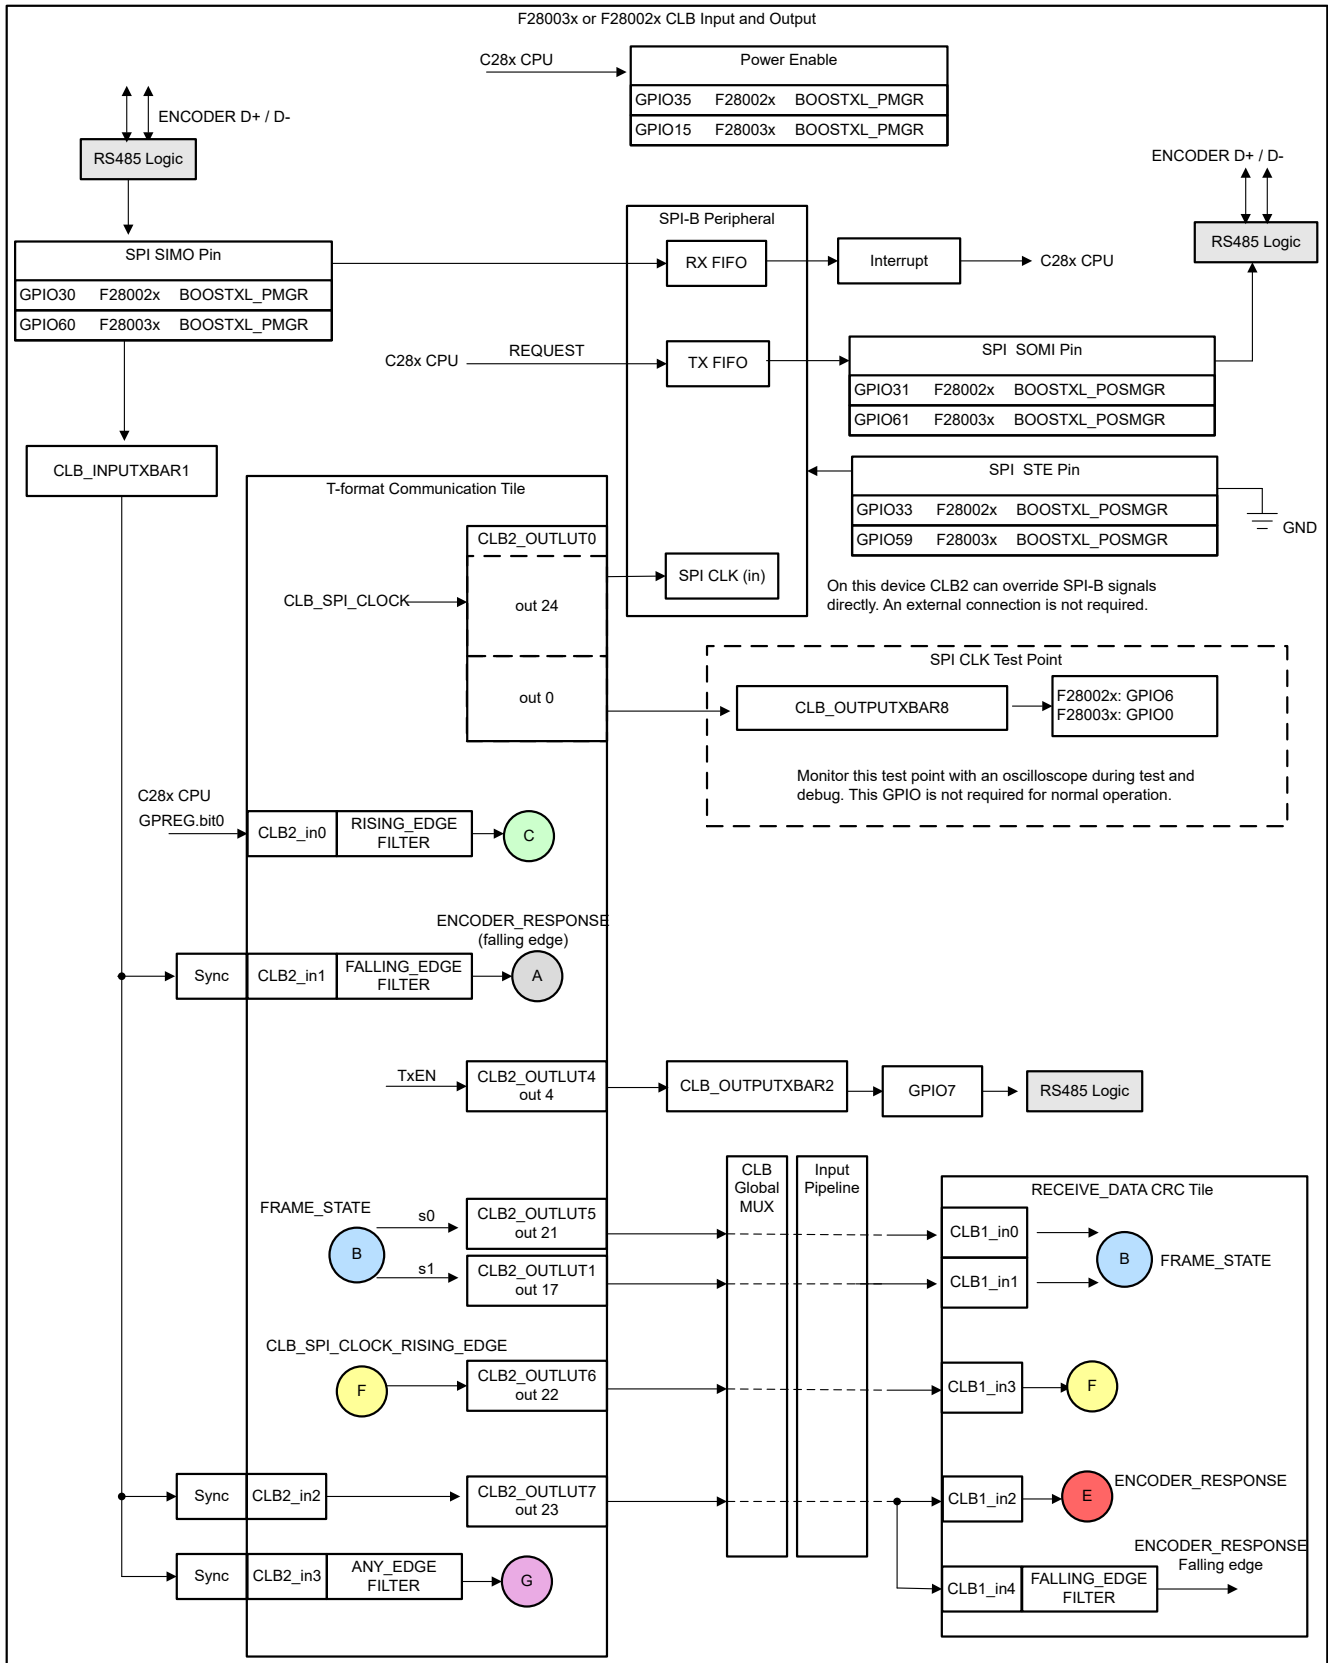 F28003x or F28002x CLB Input and Output
C28x CPU
Power Enable
GPIO35 F28002x BOOSTXL_PMGR
GPIO15 F28003x BOOSTXL_PMGR
ENCODER D+ / D-
RS485 Logic
ENCODER D+ / D-
RS485 Logic
SPI SIMO Pin
GPIO30 F28002x BOOSTXL_PMGR
GPIO60 F28003x BOOSTXL_PMGR
SPI-B Peripheral
RX FIFO
Interrupt
C28x CPU
C28x CPU
REQUEST
TX FIFO
SPI SOMI Pin
GPIO31 F28002x BOOSTXL_POSMGR
GPIO61 F28003x BOOSTXL_POSMGR
CLB_INPUTXBAR1
SPI STE Pin
GPIO33 F28002x BOOSTXL_POSMGR
GPIO59 F28003x BOOSTXL_POSMGR
GND
T-format Communication Tile
CLB2_OUTLUT0
CLB_SPI_CLOCK
out 24
SPI CLK (in)
On this device CLB2 can override SPI-B signals
directly. An external connection is not required.
out 0
SPI CLK Test Point
CLB_OUTPUTXBAR8
F28002x: GPIO6
F28003x: GPIO0
Monitor this test point with an oscilloscope during test and
debug. This GPIO is not required for normal operation.
C28x CPU
GPREG.bit0
CLB2_in0
RISING_EDGE
FILTER
C
ENCODER_RESPONSE
(falling edge)
Sync
CLB2_in1
FALLING_EDGE
FILTER
A
TxEN
CLB2_OUTLUT4
out 4
CLB_OUTPUTXBAR2
GPIO7
RS485 Logic
CLB
Global
MUX
Input
Pipeline
RECEIVE_DATA CRC Tile
FRAME_STATE
B
s0
CLB2_OUTLUT5
out 21
CLB1_in0
s1
CLB2_OUTLUT1
out 17
CLB1_in1
B
FRAME_STATE
CLB_SPI_CLOCK_RISING_EDGE
F
CLB2_OUTLUT6
out 22
CLB1_in3
F
Sync
CLB2_in2
CLB2_OUTLUT7
out 23
CLB1_in2
E
ENCODER_RESPONSE
Sync
CLB2_in3
ANY_EDGE
FILTER
G
ENCODER_RESPONSE
Falling edge
CLB1_in4
FALLING_EDGE
FILTER